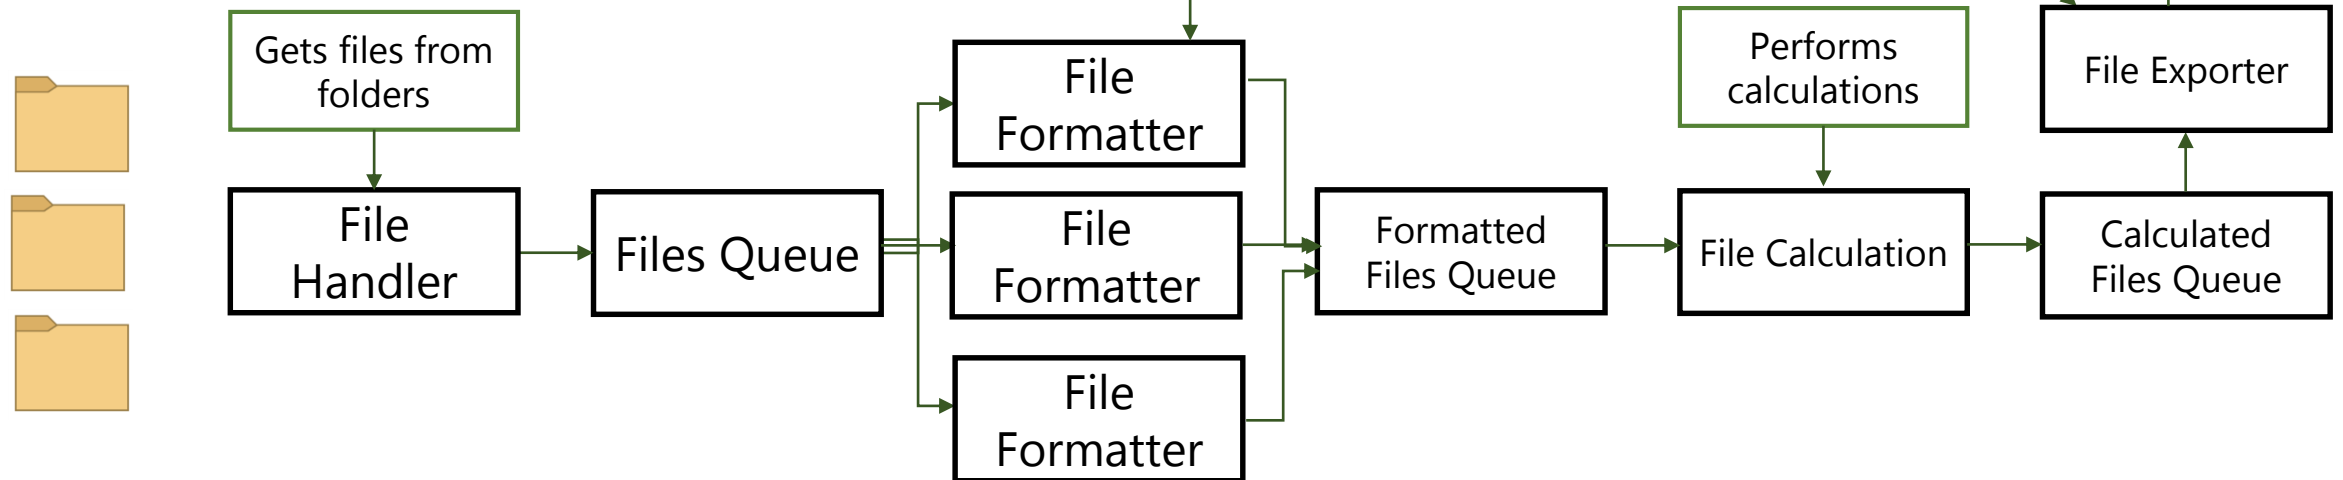 Gets files from
folders
File
Handler
Files Queue
File
Formatter
File
Formatter
File
Formatter
Formatted
Files Queue
Performs
calculations
File Calculation
File Exporter
Calculated
Files Queue